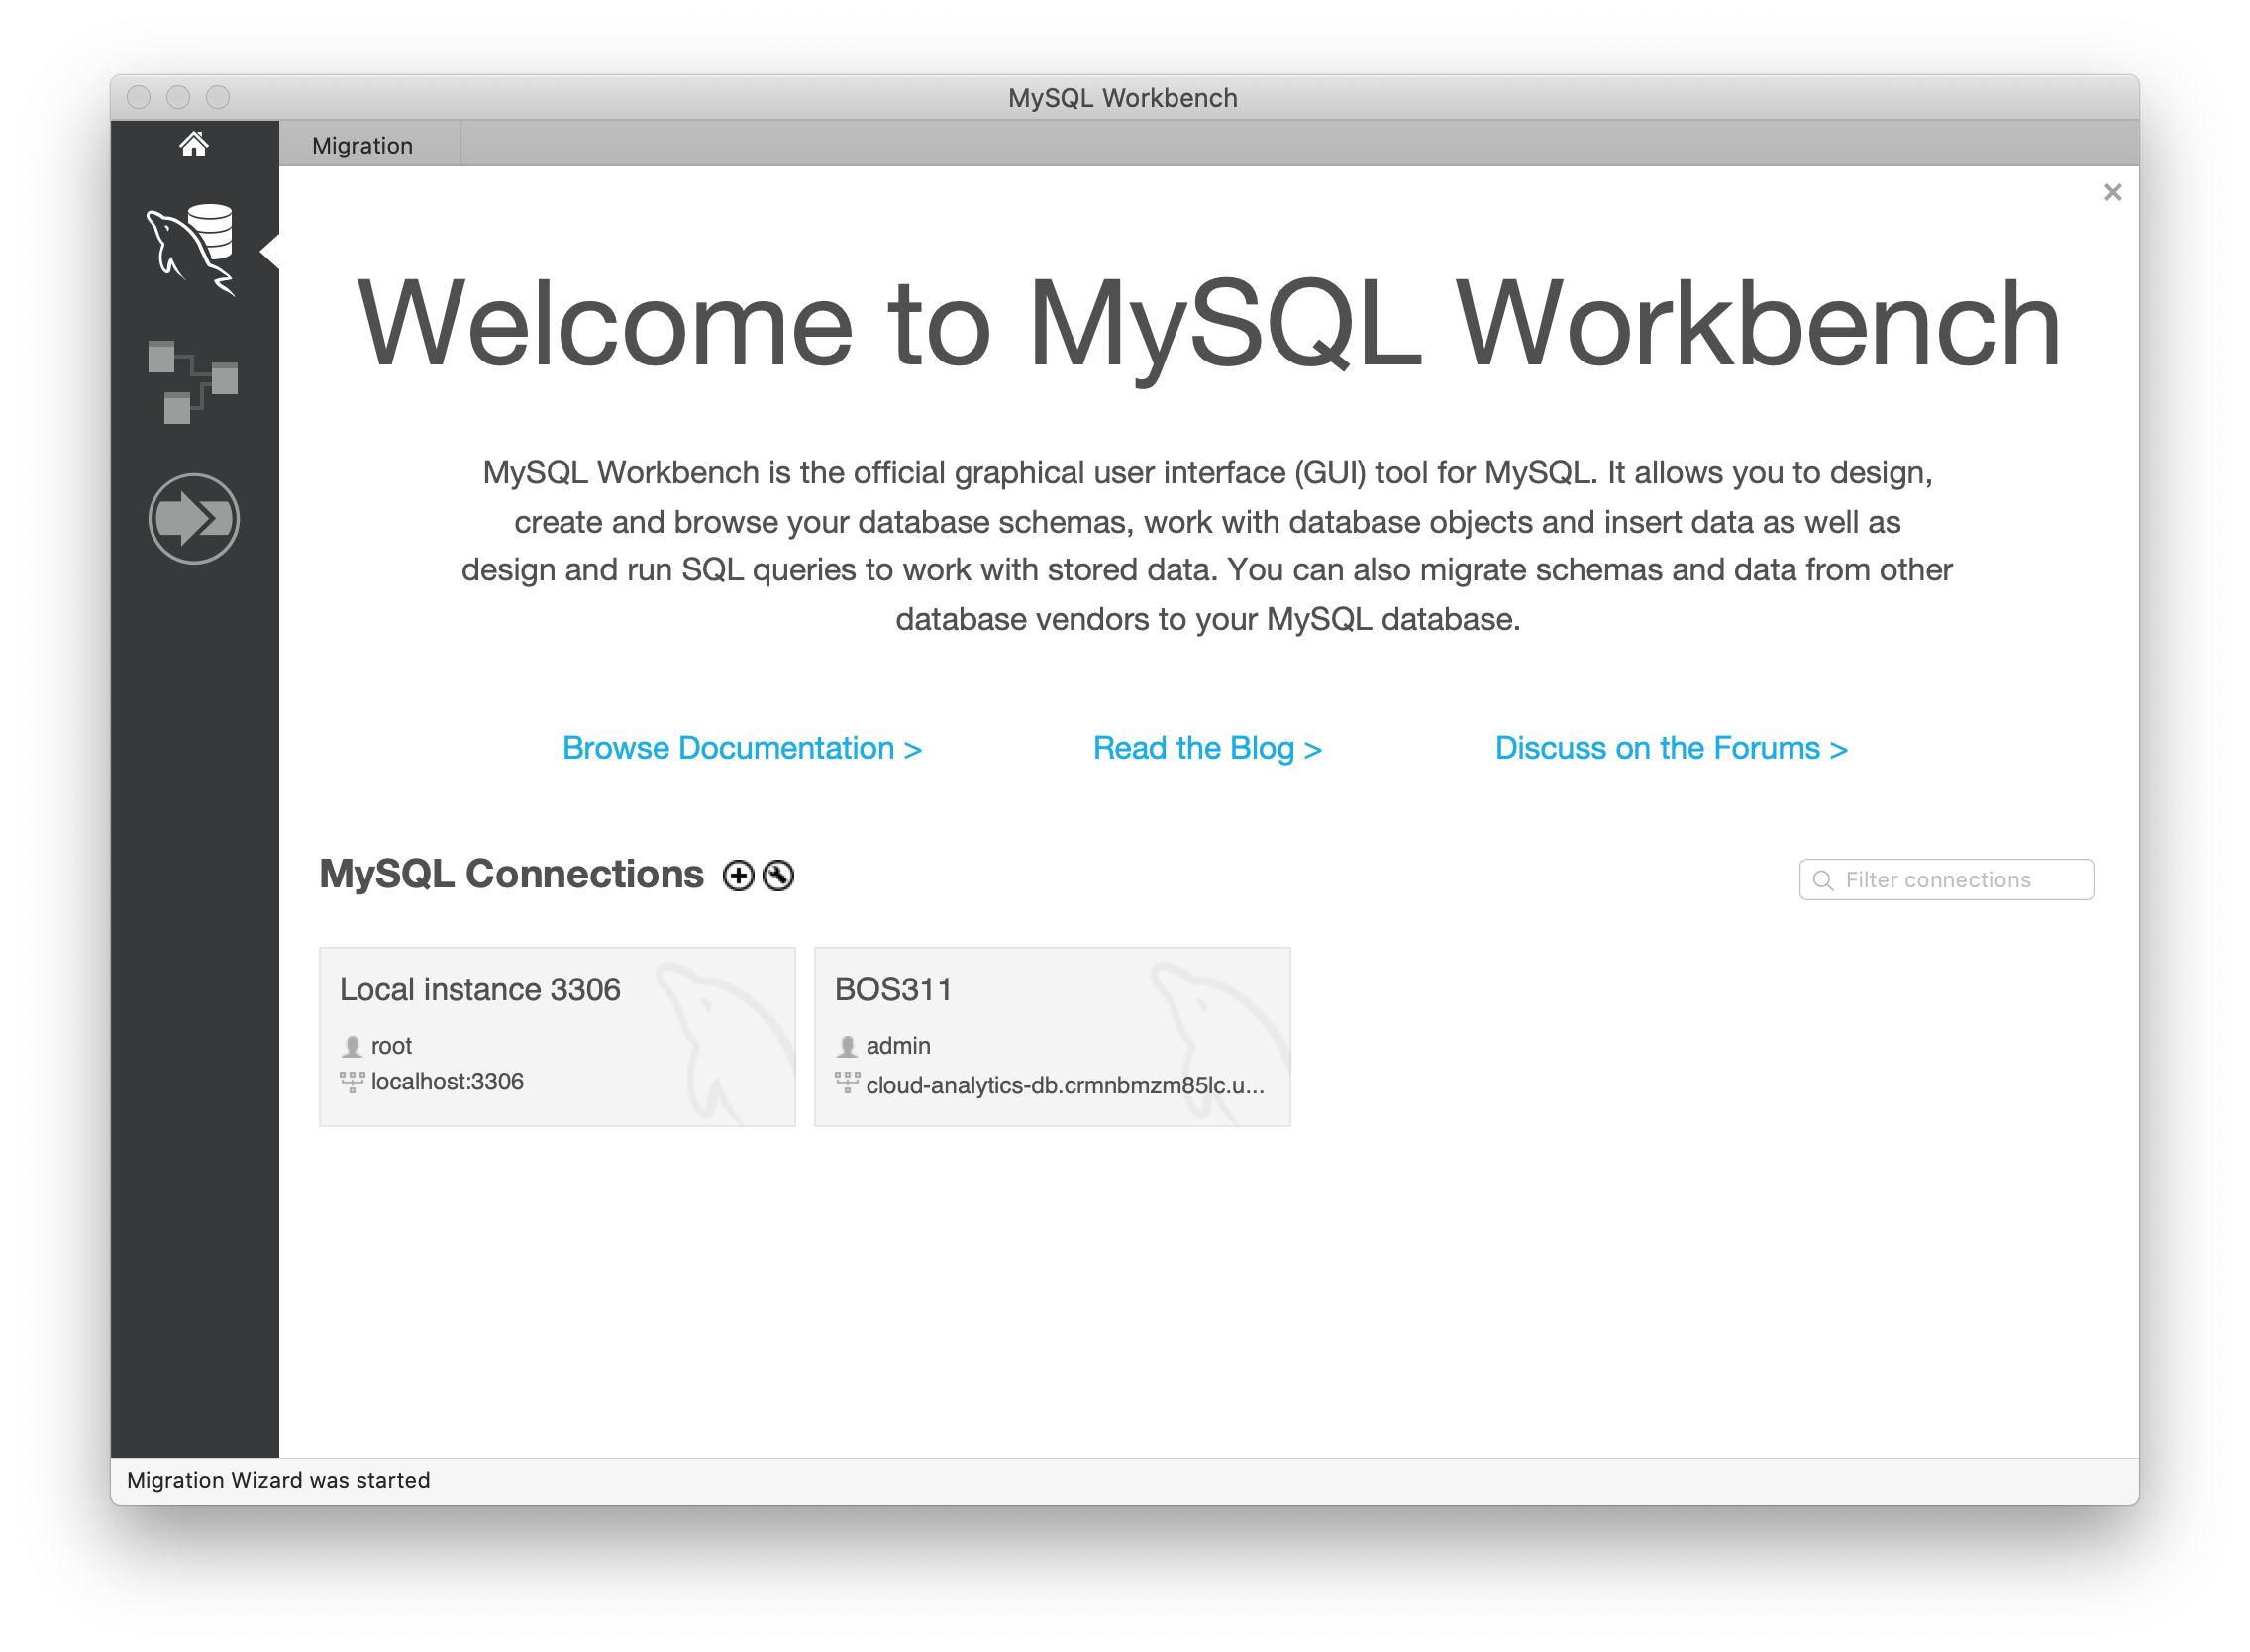 MySQL Workbench
Migration
Welcome to MySQL Workbench
MySQL Workbench is the official graphical user interface (GUI) tool for MySQL. It allows you to design,
create and browse your database schemas, work with database objects and insert data as well as
design and run SQL queries to work with stored data. You can also migrate schemas and data from other
database vendors to your MySQL database.
Browse Documentation >
Read the Blog >
Discuss on the Forums >
MySQL Connections
Filter connections
Local instance 3306
root
localhost:3306
BOS311
admin
cloud-analytics-db.crmnbmzm85lc.u...
Migration Wizard was started